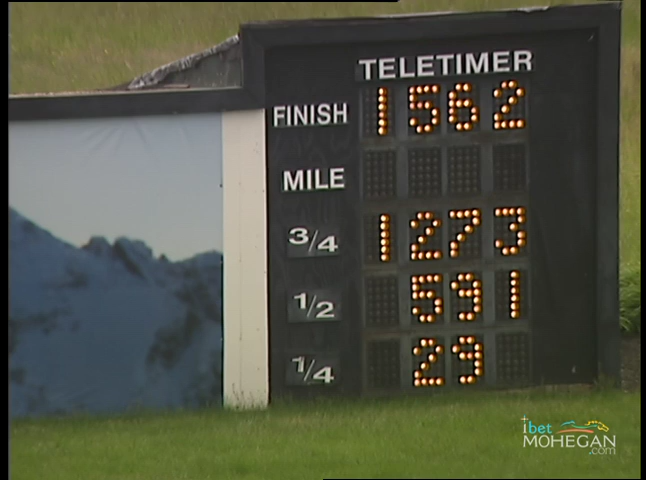 TELETIMER
FINISH 1562
MILE
3/4 1273
1/2 591
1/4 29
ibet
MOHEGAN
.com